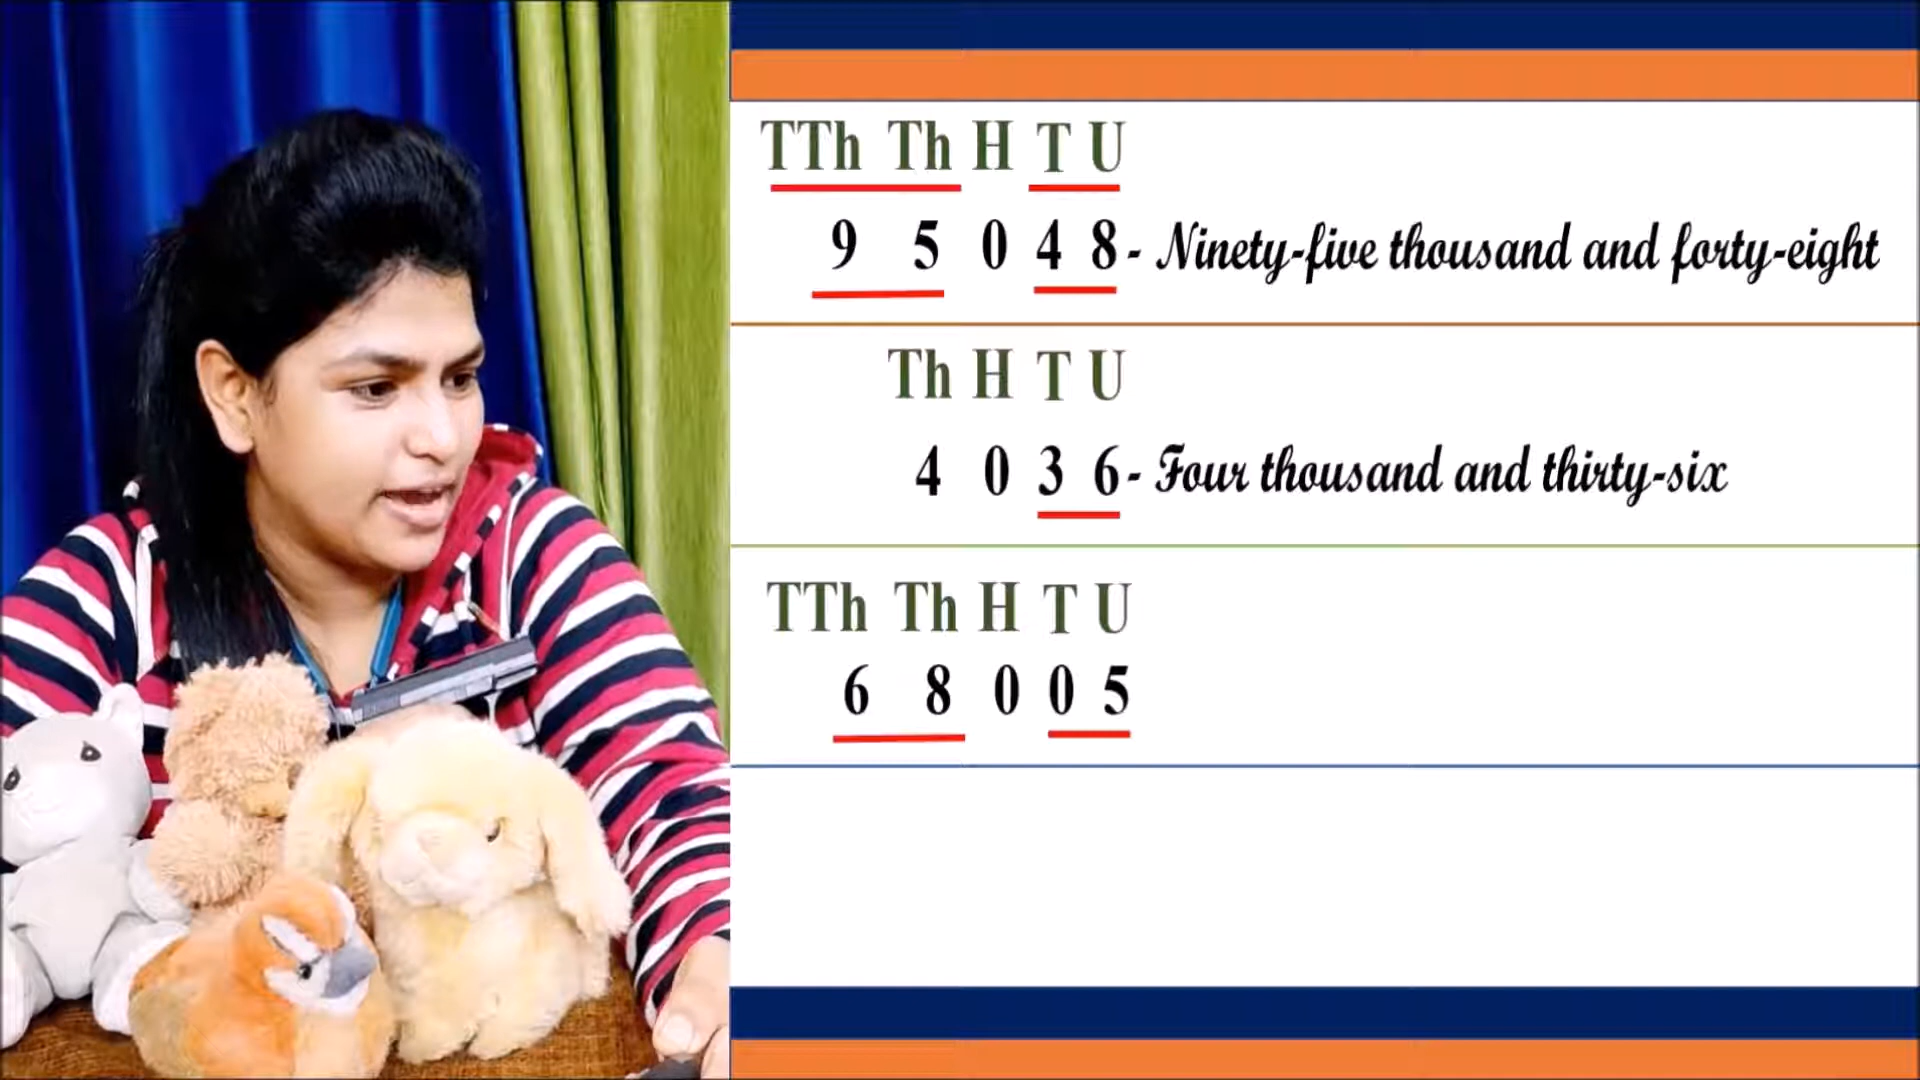 TTh Th H T U
9 5 0 4 8 - Ninety-five thousand and forty-eight
Th H T U
4 0 3 6 - Four thousand and thirty-six
TTh Th H T U
6 8 0 0 5